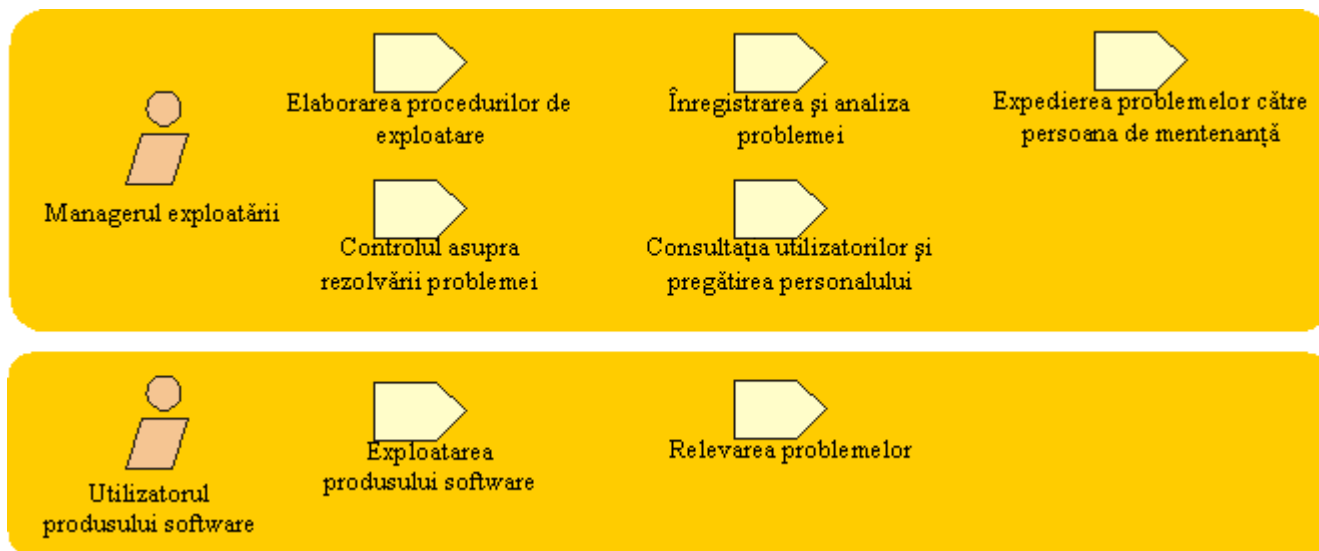 Elaborarea procedurilor de
exploatare
Înregistrarea şi analiza
problemei
Expedierea problemelor către
persoana de mentenanţă
Managerul exploatării
Controlul asupra
rezolvării problemei
Consultaţia utilizatorilor şi
pregătirea personalului
Exploatarea
produsului software
Relevarea problemelor
Utilizatorul
produsului software